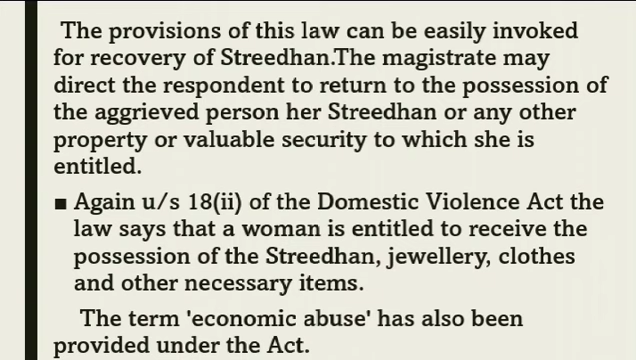 The provisions of this law can be easily invoked
for recovery of Streedhan.The magistrate may
direct the respondent to return to the possession of
the aggrieved person her Streedhan or any other
property or valuable security to which she is
entitled.
▪ Again u/s 18(ii) of the Domestic Violence Act the
law says that a woman is entitled to receive the
possession of the Streedhan, jewellery, clothes
and other necessary items.
The term 'economic abuse' has also been
provided under the Act.